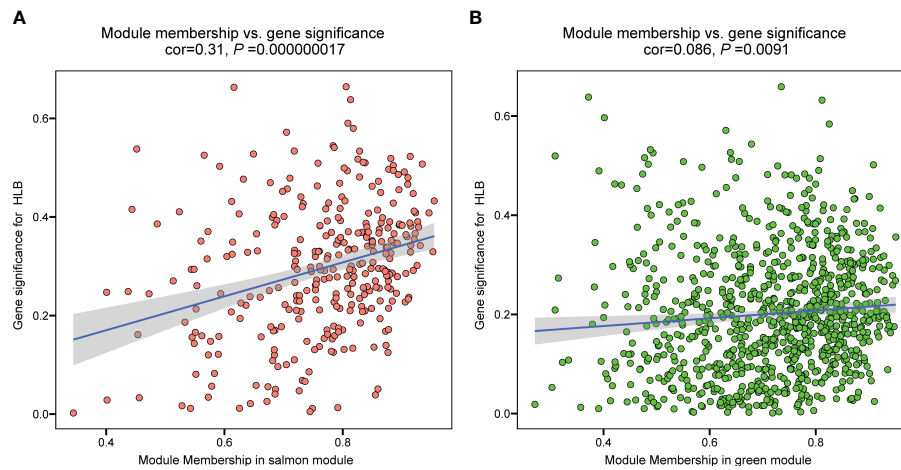 A
Module membership vs. gene significance
cor=0.31, P =0.000000017
Gene significance for HLB
0.6
0.4
0.2
0.0
0.4
0.6
0.8
Module Membership in salmon module
B
Module membership vs. gene significance
cor=0.086, P =0.0091
Gene significance for HLB
0.6
0.4
0.2
0.0
0.4
0.6
0.8
Module Membership in green module